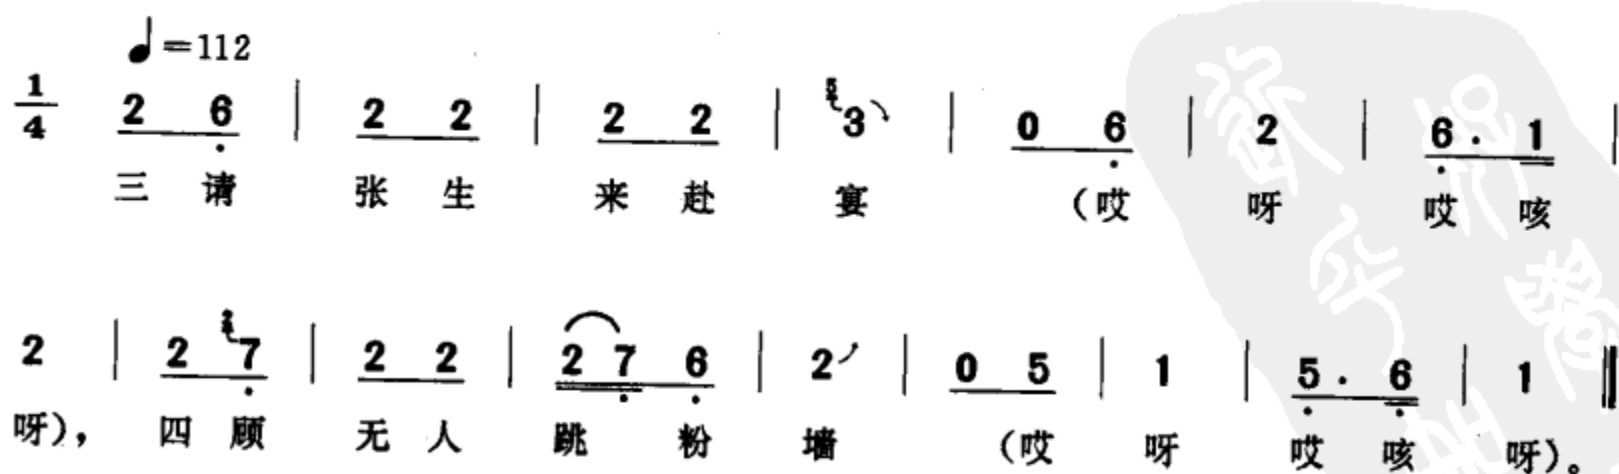 ♩=112
1/4 2 6̣ | 2 2 | 2 2 | ⁵3 | 0 6̣ | 2 | 6̣· 1 |
三 请 张 生 来 赴 宴 (哎 呀 哎 咳
2 | 2 ²7̣ | 2 2 | 2 7̣ 6̣ | 2 | 0 5 | 1 | 5̣· 6̣ | 1 ‖
呀), 四 顾 无 人 跳 粉 墙 (哎 呀 哎 咳 呀)。